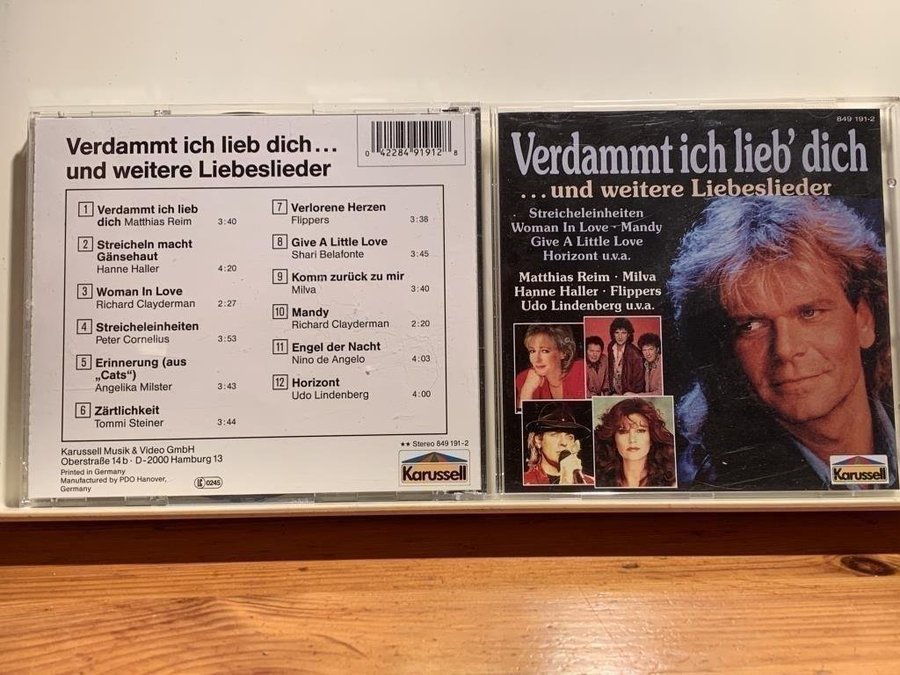 Verdammt ich lieb dich...
und weitere Liebeslieder
0 42284 91912 8
1 Verdammt ich lieb
dich Matthias Reim 3:40
2 Streicheln macht
Gänsehaut
Hanne Haller 4:20
3 Woman In Love
Richard Clayderman 2:27
4 Streicheleinheiten
Peter Cornelius 3:53
5 Erinnerung (aus
„Cats“)
Angelika Milster 3:43
6 Zärtlichkeit
Tommi Steiner 3:44
7 Verlorene Herzen
Flippers 3:38
8 Give A Little Love
Shari Belafonte 3:45
9 Komm zurück zu mir
Milva 3:40
10 Mandy
Richard Clayderman 2:20
11 Engel der Nacht
Nino de Angelo 4:03
12 Horizont
Udo Lindenberg 4:00
Karussell Musik & Video GmbH
Oberstraße 14b · D-2000 Hamburg 13
Printed in Germany
Manufactured by PDO Hanover,
Germany
LC 0245
★★ Stereo 849 191-2
Karussell
849 191-2
Verdammt ich lieb' dich
...und weitere Liebeslieder
Streicheleinheiten
Woman In Love · Mandy
Give A Little Love
Horizont u.v.a.
Matthias Reim · Milva
Hanne Haller · Flippers
Udo Lindenberg u.v.a.
Karussell